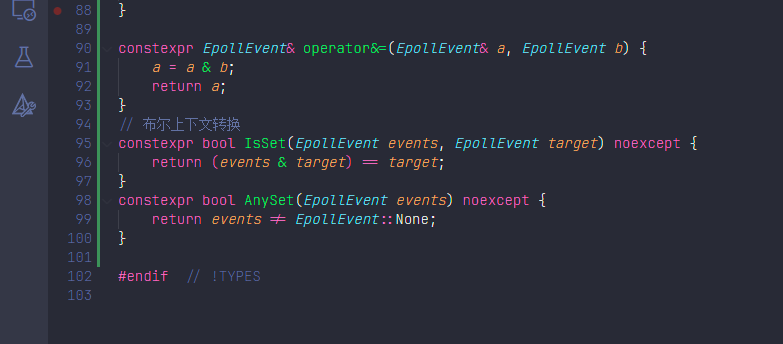 88 }
89
90 constexpr EpollEvent& operator&=(EpollEvent& a, EpollEvent b) {
91     a = a & b;
92     return a;
93 }
94 // 布尔上下文转换
95 constexpr bool IsSet(EpollEvent events, EpollEvent target) noexcept {
96     return (events & target) == target;
97 }
98 constexpr bool AnySet(EpollEvent events) noexcept {
99     return events != EpollEvent::None;
100 }
101
102 #endif  // !TYPES
103